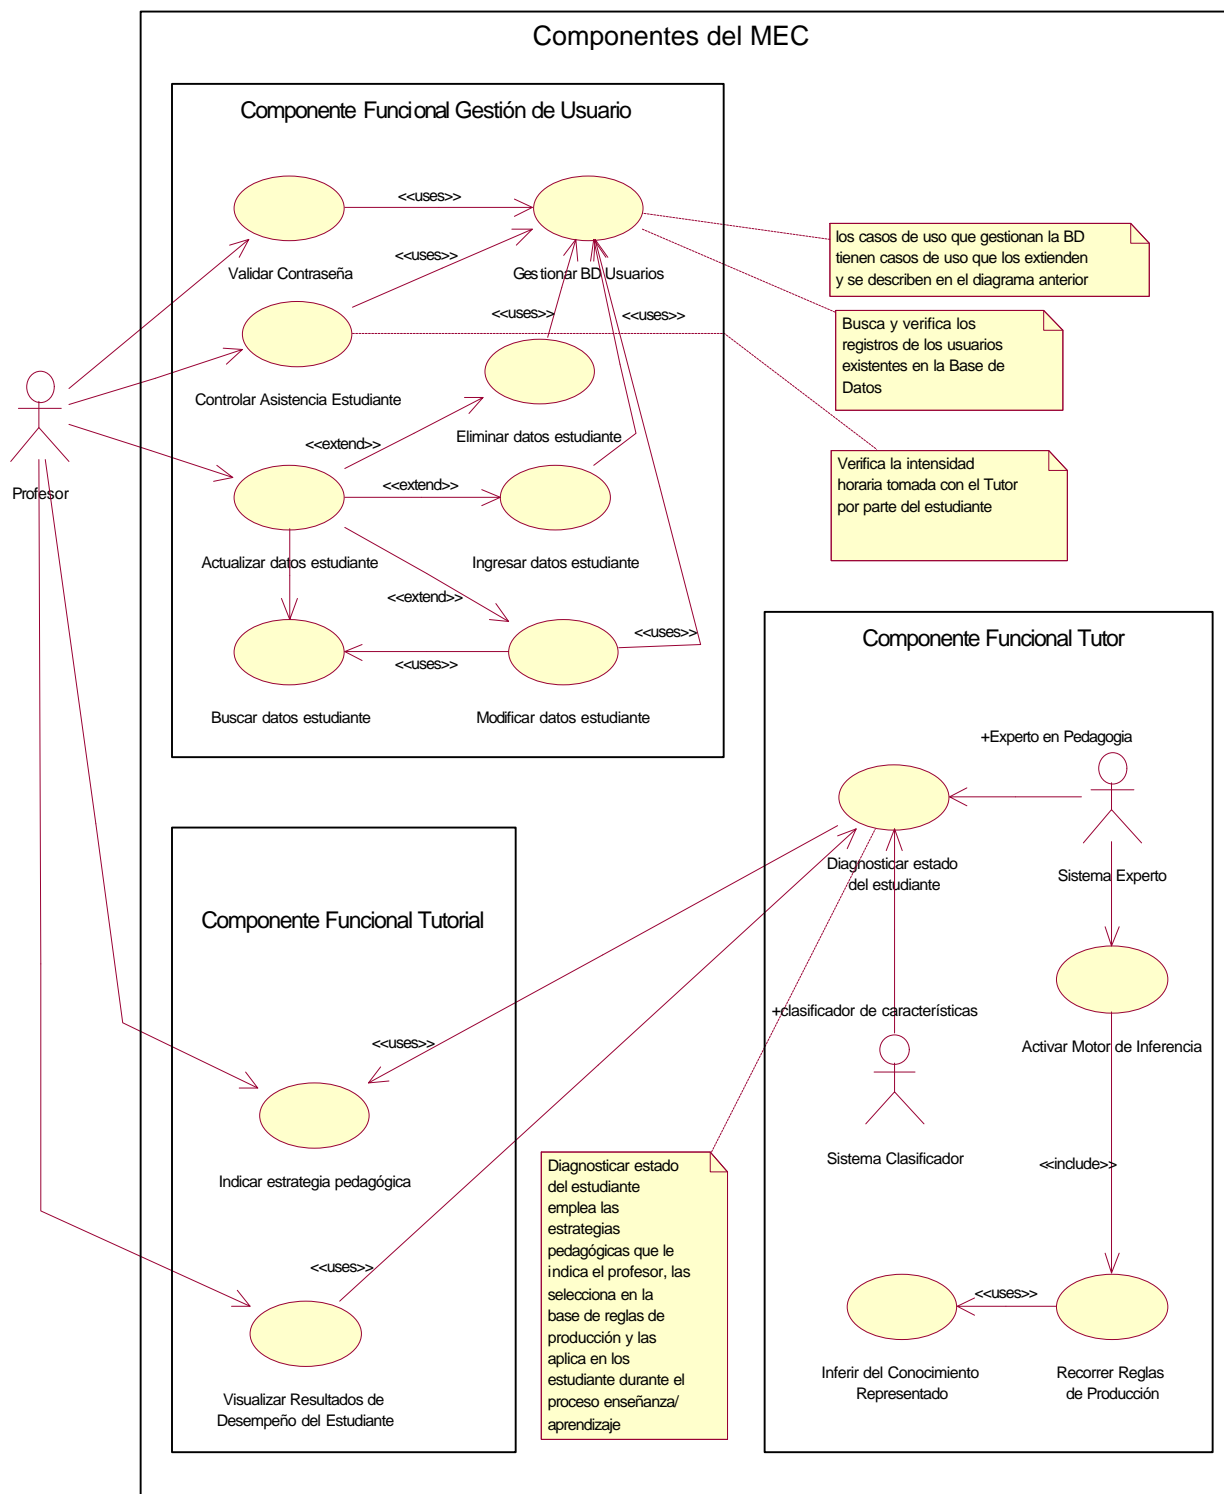 Componentes del MEC
Componente Funcional Gestión de Usuario
<<uses>>
Validar Contraseña
<<uses>>
Gestionar BD Usuarios
los casos de uso que gestionan la BD
tienen casos de uso que los extienden
y se describen en el diagrama anterior
<<uses>>
<<uses>>
Busca y verifica los
registros de los usuarios
existentes en la Base de
Datos
Controlar Asistencia Estudiante
Eliminar datos estudiante
<<extend>>
Profesor
<<extend>>
Verifica la intensidad
horaria tomada con el Tutor
por parte del estudiante
Actualizar datos estudiante
Ingresar datos estudiante
<<extend>>
<<uses>>
<<uses>>
Buscar datos estudiante
Modificar datos estudiante
Componente Funcional Tutor
+Experto en Pedagogia
Diagnosticar estado
del estudiante
Sistema Experto
Componente Funcional Tutorial
+clasificador de características
Activar Motor de Inferencia
<<uses>>
Sistema Clasificador
<<include>>
Indicar estrategia pedagógica
Diagnosticar estado
del estudiante
emplea las
estrategias
pedagógicas que le
indica el profesor, las
selecciona en la
base de reglas de
producción y las
aplica en los
estudiante durante el
proceso enseñanza/
aprendizaje
<<uses>>
<<uses>>
Inferir del Conocimiento
Representado
Recorrer Reglas
de Producción
Visualizar Resultados de
Desempeño del Estudiante